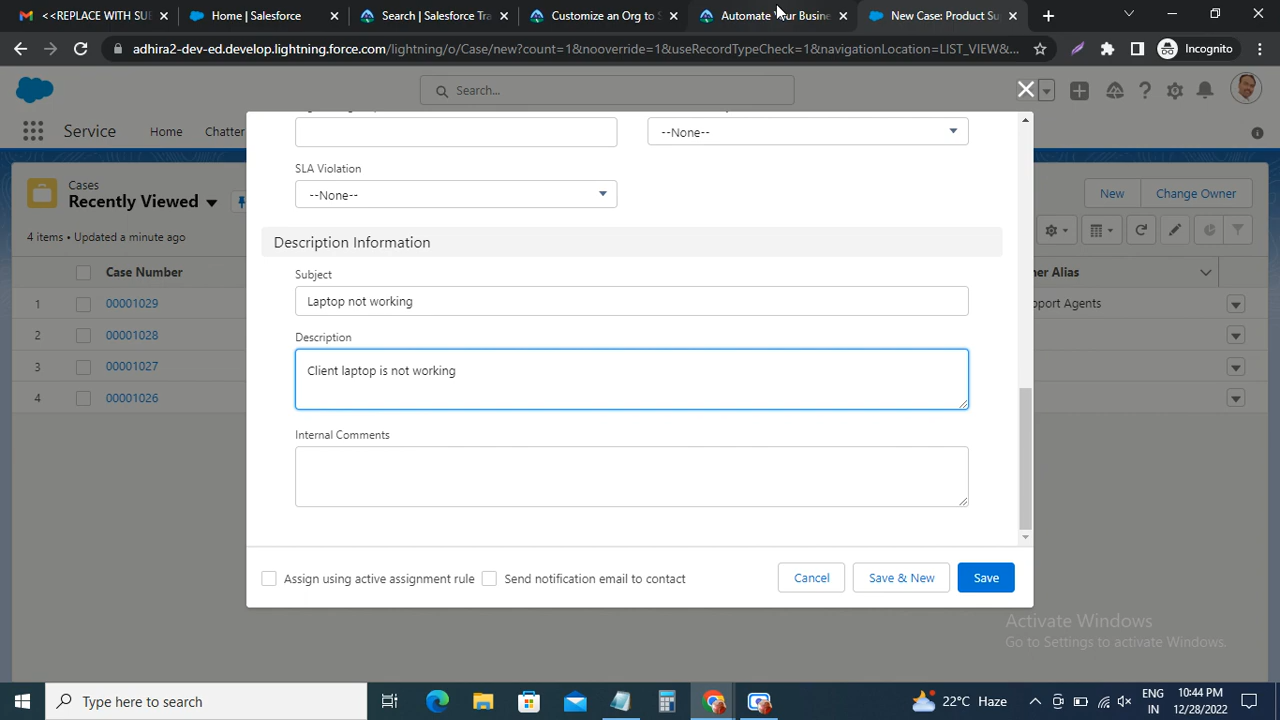 <<REPLACE WITH SUB
Home | Salesforce
Search | Salesforce Tra
Customize an Org to S
Automate Your Busine
New Case: Product Su
adhira2-dev-ed.develop.lightning.force.com/lightning/o/Case/new?count=1&nooverride=1&useRecordTypeCheck=1&navigationLocation=LIST_VIEW&...
Incognito
Search...
Service
Home
Chatter
--None--
SLA Violation
--None--
Cases
Recently Viewed
New
Change Owner
4 items • Updated a minute ago
Description Information
Case Number
Subject
er Alias
1
00001029
Laptop not working
port Agents
2
00001028
Description
3
00001027
Client laptop is not working
4
00001026
Internal Comments
Assign using active assignment rule
Send notification email to contact
Cancel
Save & New
Save
Activate Windows
Go to Settings to activate Windows.
Type here to search
22°C Haze
ENG
IN
10:44 PM
12/28/2022